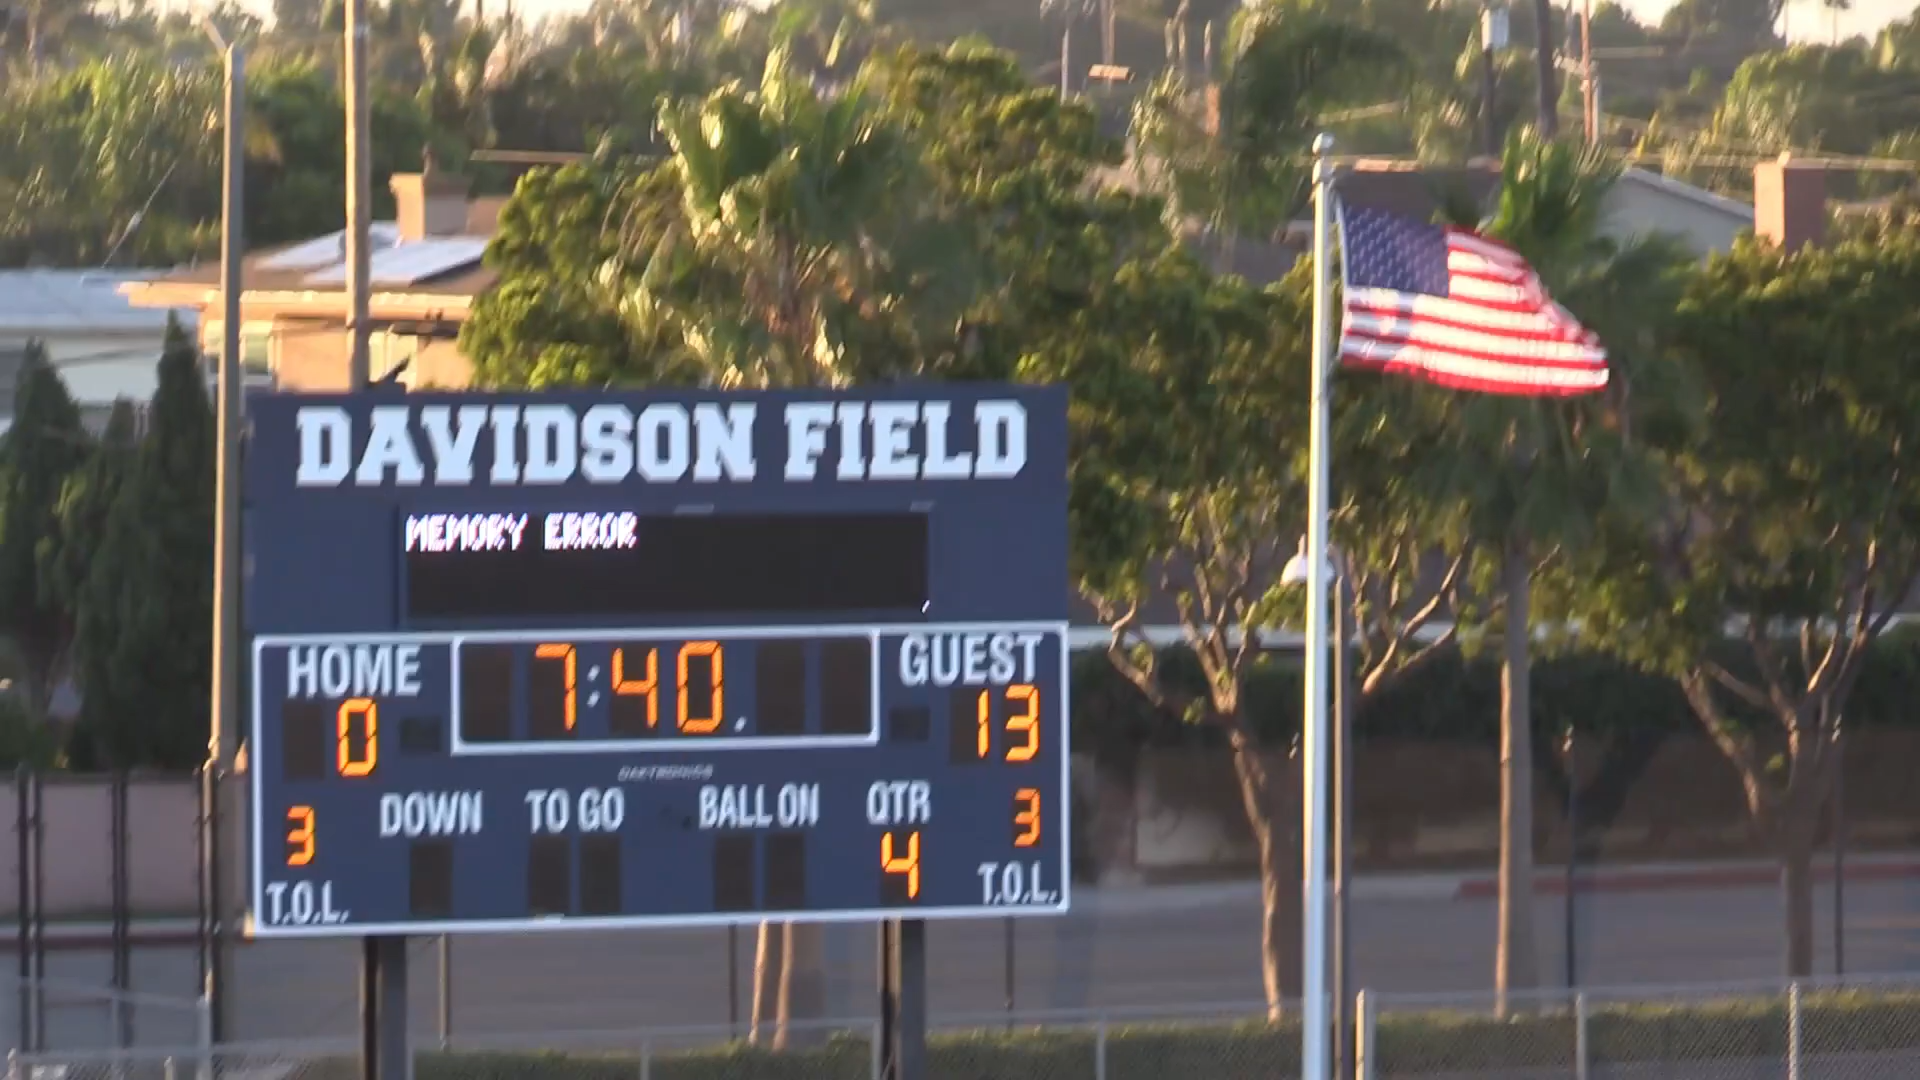 DAVIDSON FIELD
MEMORY ERROR
HOME 7:40. GUEST
0 13
DAKTRONICS
3 DOWN TO GO BALL ON QTR 3
4
T.O.L. T.O.L.